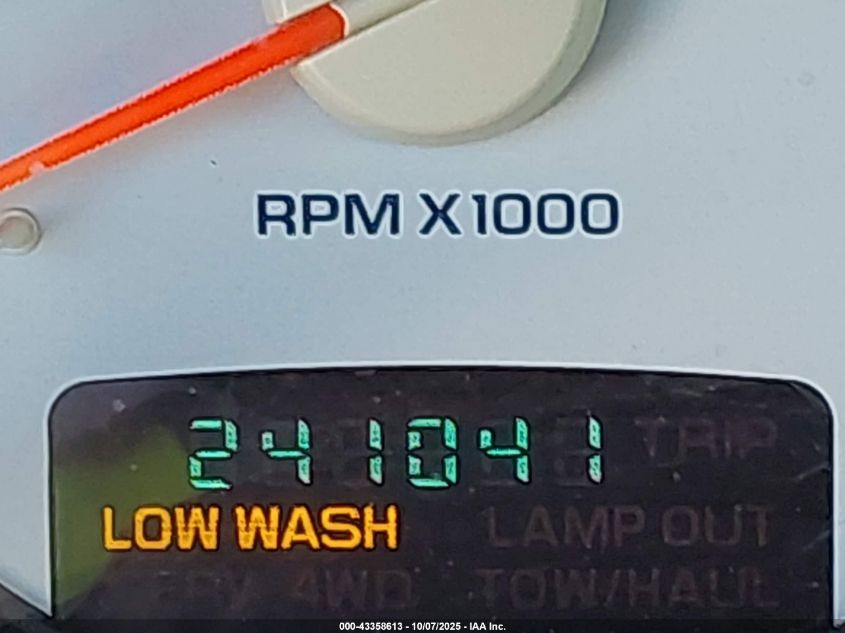 RPM X1000
241041 TRIP
LOW WASH LAMP OUT
4WD TOW/HAUL
000-43358613 - 10/07/2025 - IAA Inc.